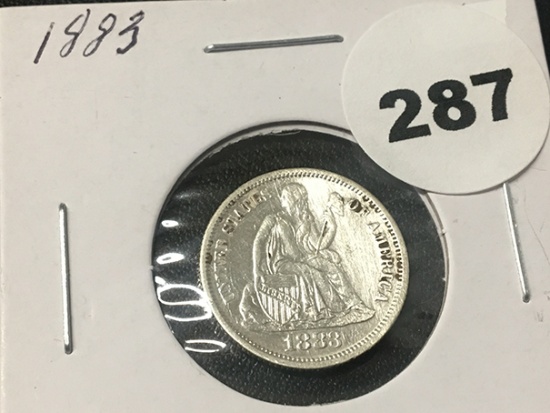 1883
287
UNITED STATES OF AMERICA
LIBERTY
1883